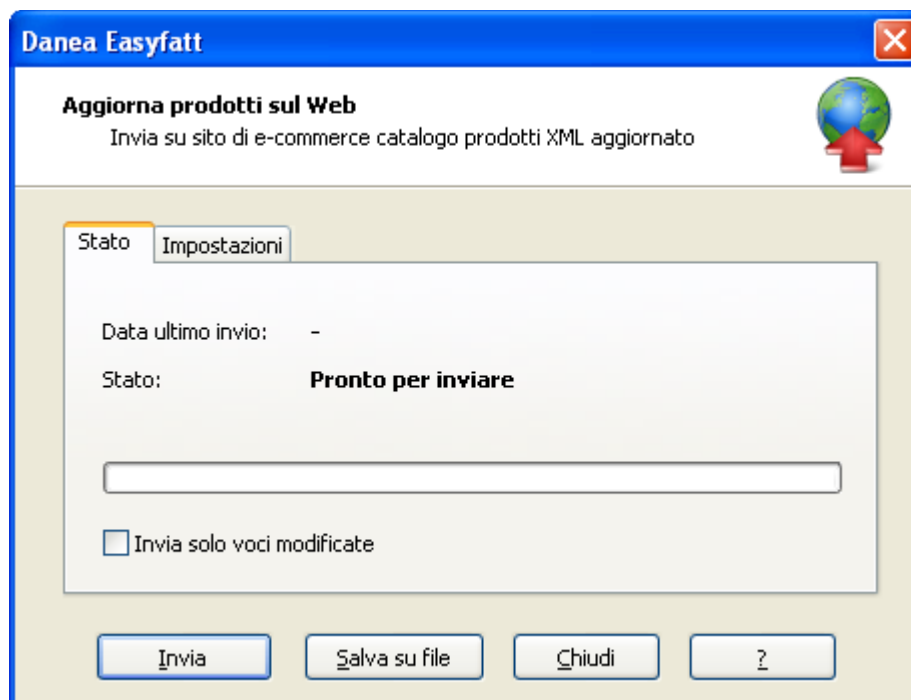 Danea Easyfatt
Aggiorna prodotti sul Web
Invia su sito di e-commerce catalogo prodotti XML aggiornato
Stato Impostazioni
Data ultimo invio: -
Stato: Pronto per inviare
Invia solo voci modificate
Invia Salva su file Chiudi ?